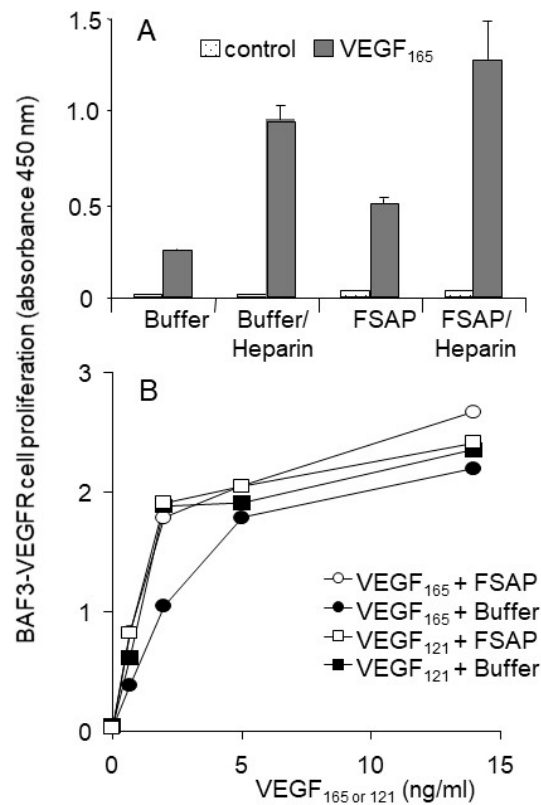 BAF3-VEGFR cell proliferation (absorbance 450 nm)
A
control VEGF165
1.5
1.0
0.5
0
Buffer Buffer/ FSAP FSAP/
Heparin Heparin
B
3
2
1
0
VEGF165 + FSAP
VEGF165 + Buffer
VEGF121 + FSAP
VEGF121 + Buffer
0 5 10 15
VEGF165 or 121 (ng/ml)